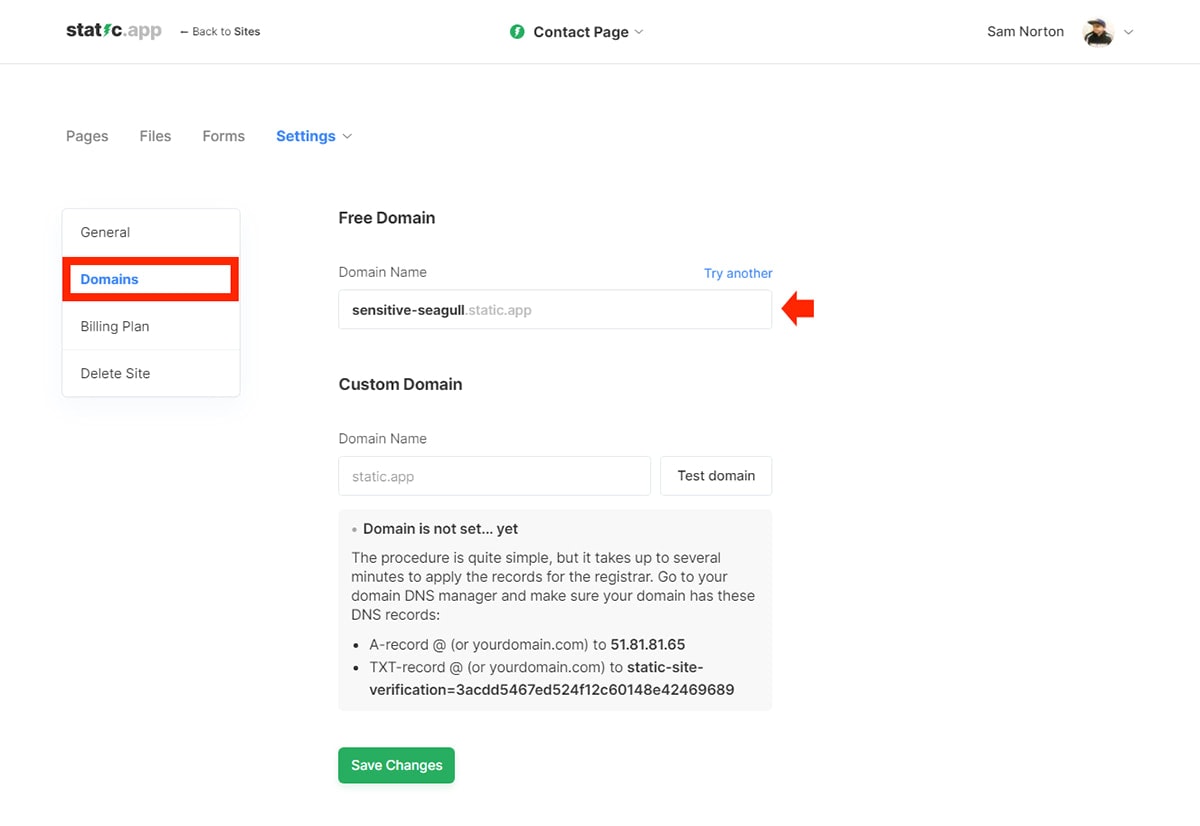 static.app
← Back to Sites
Contact Page
Sam Norton
Pages
Files
Forms
Settings
General
Domains
Billing Plan
Delete Site
Free Domain
Domain Name
Try another
sensitive-seagull.static.app
Custom Domain
Domain Name
static.app
Test domain
Domain is not set... yet
The procedure is quite simple, but it takes up to several
minutes to apply the records for the registrar. Go to your
domain DNS manager and make sure your domain has these
DNS records:
• A-record @ (or yourdomain.com) to 51.81.81.65
• TXT-record @ (or yourdomain.com) to static-site-
verification=3acdd5467ed524f12c60148e42469689
Save Changes